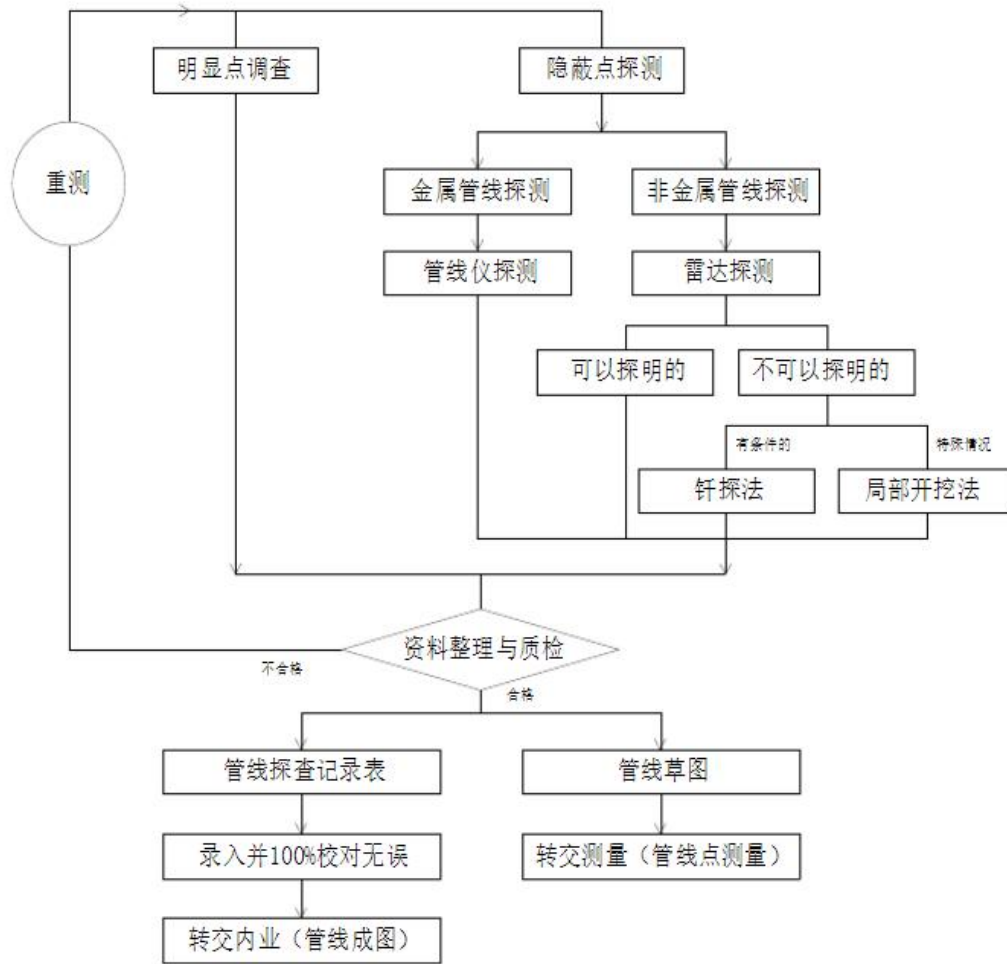 明显点调查
隐蔽点探测
重测
金属管线探测
非金属管线探测
管线仪探测
雷达探测
可以探明的
不可以探明的
有条件的
特殊情况
钎探法
局部开挖法
资料整理与质检
不合格
合格
管线探查记录表
管线草图
录入并100%校对无误
转交测量（管线点测量）
转交内业（管线成图）